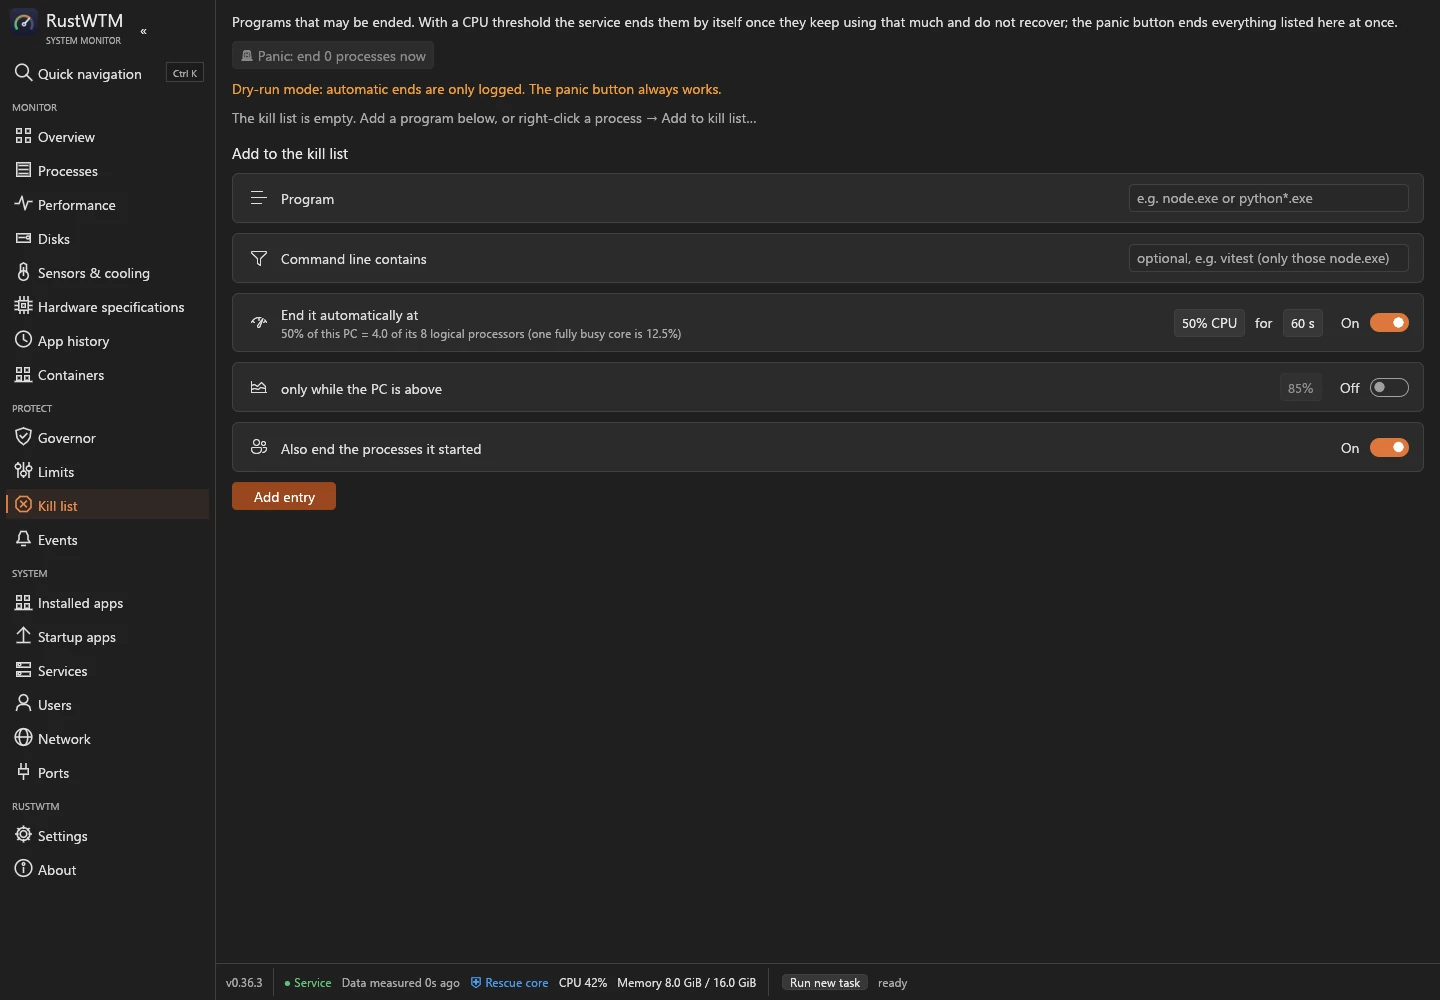 RustWTM
SYSTEM MONITOR
«
Quick navigation
Ctrl K
MONITOR
Overview
Processes
Performance
Disks
Sensors & cooling
Hardware specifications
App history
Containers
PROTECT
Governor
Limits
Kill list
Events
SYSTEM
Installed apps
Startup apps
Services
Users
Network
Ports
RUSTWTM
Settings
About
Programs that may be ended. With a CPU threshold the service ends them by itself once they keep using that much and do not recover; the panic button ends everything listed here at once.
Panic: end 0 processes now
Dry-run mode: automatic ends are only logged. The panic button always works.
The kill list is empty. Add a program below, or right-click a process → Add to kill list...
Add to the kill list
Program
e.g. node.exe or python*.exe
Command line contains
optional, e.g. vitest (only those node.exe)
End it automatically at
50% of this PC = 4.0 of its 8 logical processors (one fully busy core is 12.5%)
50% CPU for 60 s On
only while the PC is above
85% Off
Also end the processes it started
On
Add entry
v0.36.3 Service Data measured 0s ago Rescue core CPU 42% Memory 8.0 GiB / 16.0 GiB Run new task ready